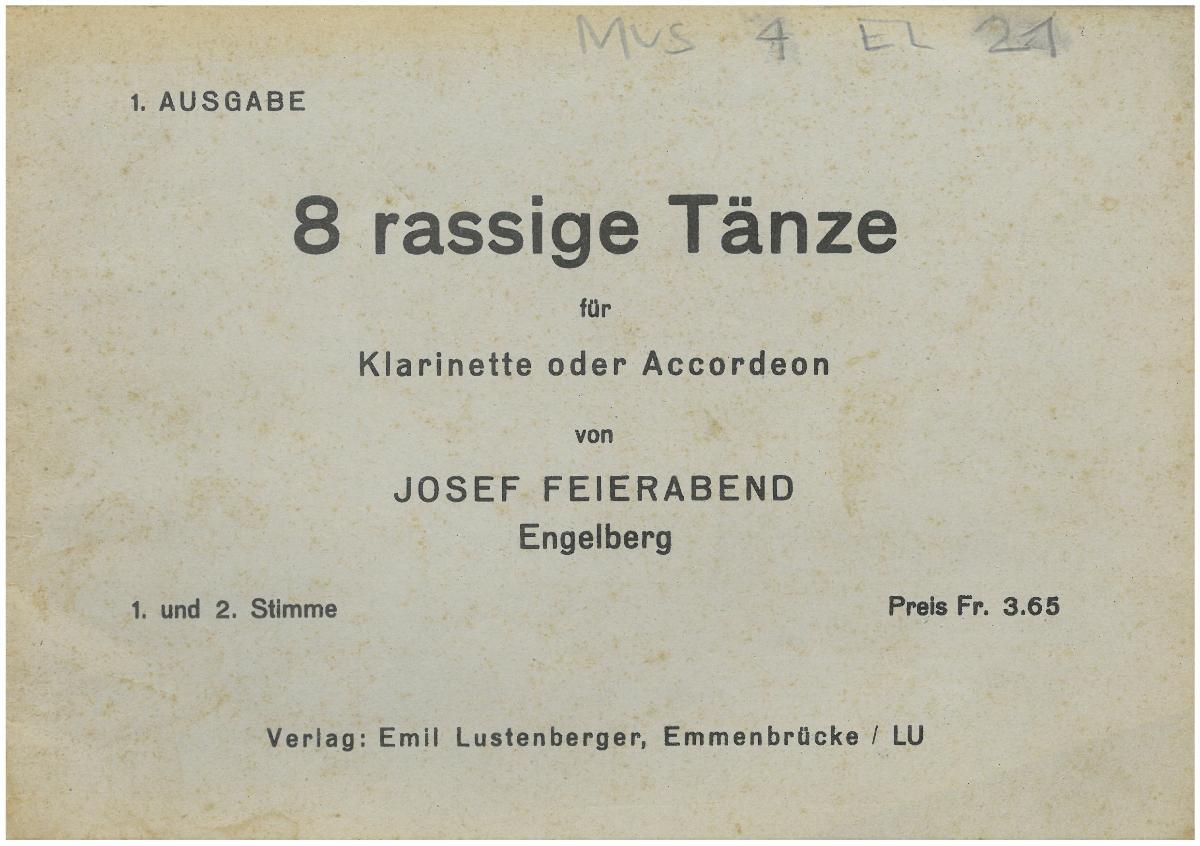 MUS 4 EL 21
1. AUSGABE
8 rassige Tänze
für
Klarinette oder Accordeon
von
JOSEF FEIERABEND
Engelberg
1. und 2. Stimme
Preis Fr. 3.65
Verlag: Emil Lustenberger, Emmenbrücke / LU